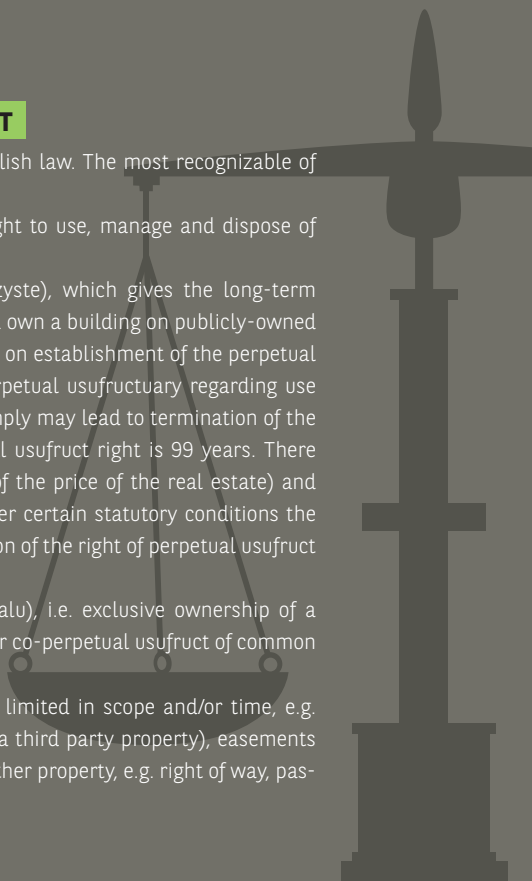 T
lish law. The most recognizable of
ght to use, manage and dispose of
zyste), which gives the long-term
own a building on publicly-owned
on establishment of the perpetual
rpetual usufructuary regarding use
mply may lead to termination of the
l usufruct right is 99 years. There
of the price of the real estate) and
er certain statutory conditions the
on of the right of perpetual usufruct
alu), i.e. exclusive ownership of a
r co-perpetual usufruct of common
limited in scope and/or time, e.g.
a third party property), easements
ther property, e.g. right of way, pas-